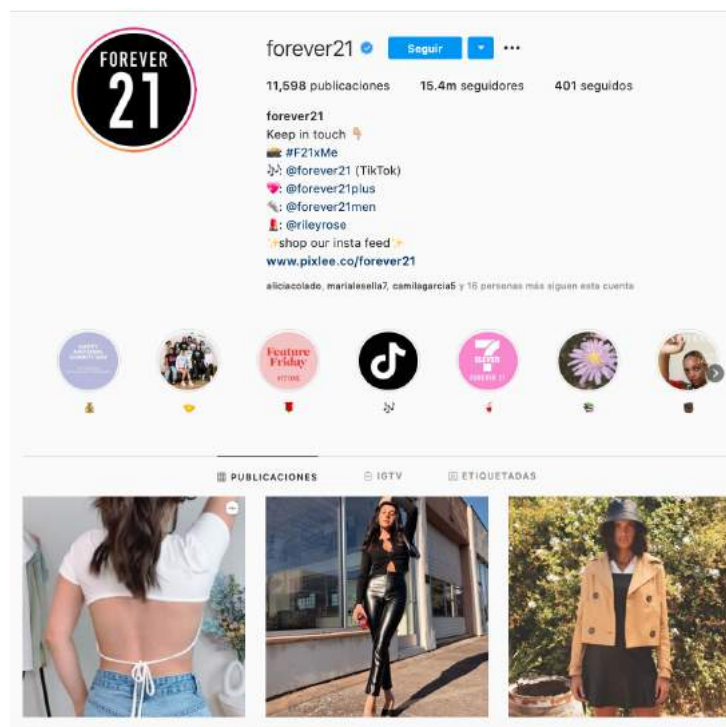 FOREVER
21
forever21
Seguir
11,598 publicaciones 15.4m seguidores 401 seguidos
forever21
Keep in touch
#F21xMe
: @forever21 (TikTok)
: @forever21plus
: @forever21men
: @rileyrose
shop our insta feed
www.pixlee.co/forever21
aliciacolado, marialesella7, camilagarcia5 y 16 personas más siguen esta cuenta
Feature
Friday
7
ELEVEN
FOREVER 21
PUBLICACIONES IGTV ETIQUETADAS